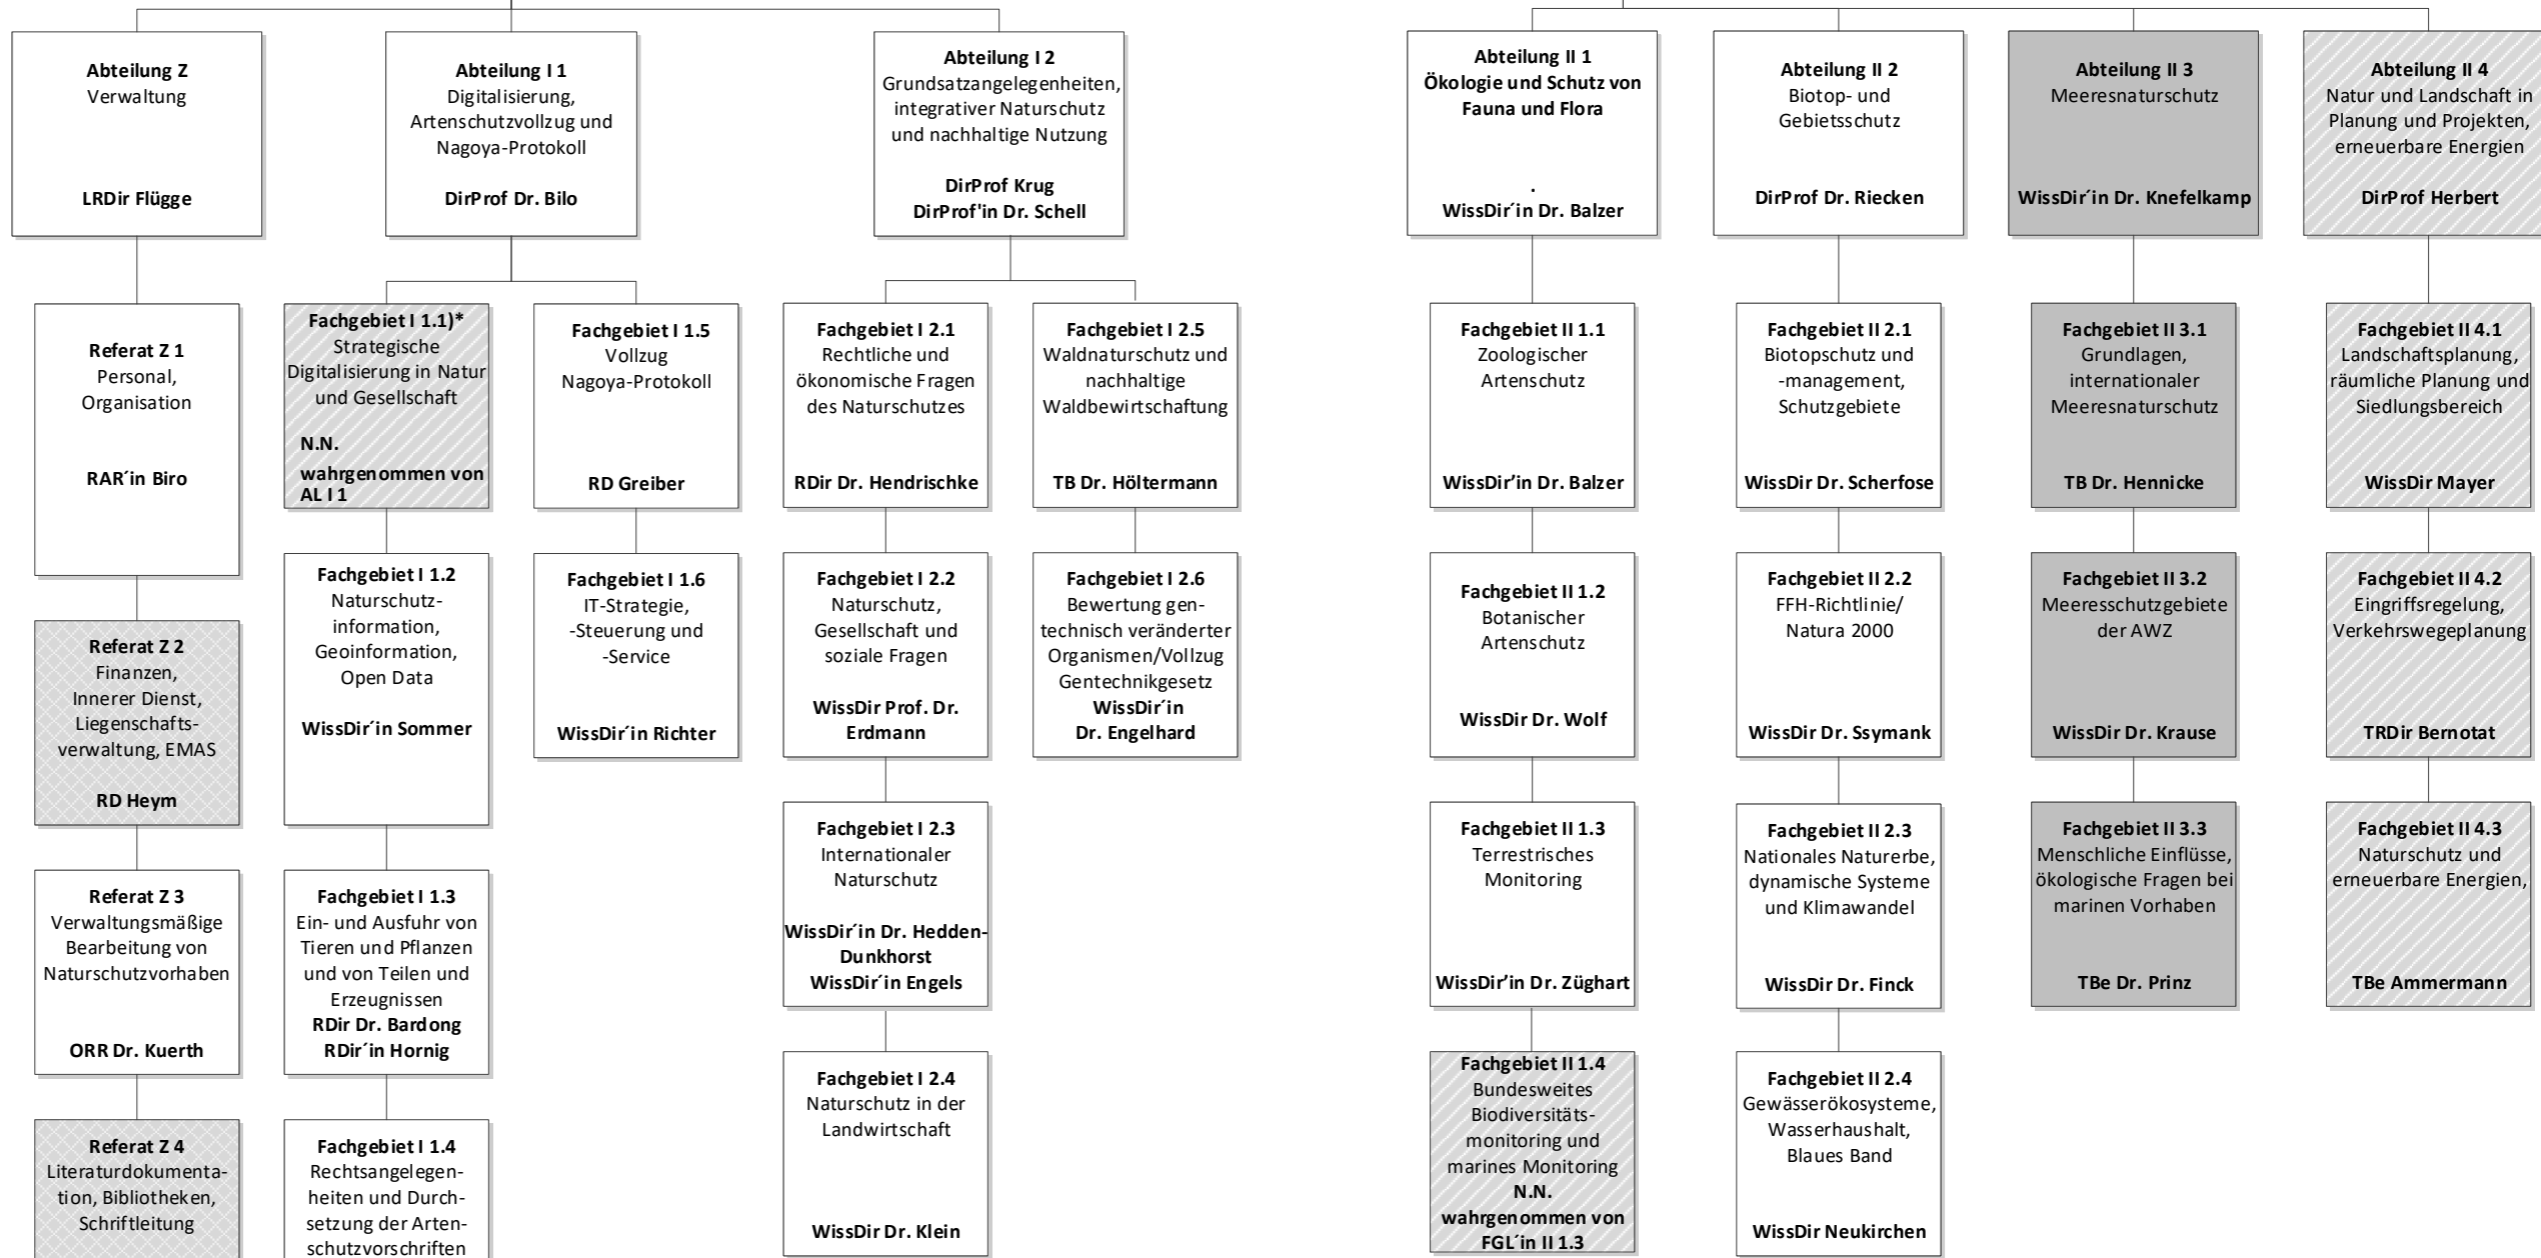 Abteilung Z
Verwaltung
LRDir Flügge
Abteilung I 1
Digitalisierung,
Artenschutzvollzug und
Nagoya-Protokoll
DirProf Dr. Bilo
Abteilung I 2
Grundsatzangelegenheiten,
integrativer Naturschutz
und nachhaltige Nutzung
DirProf Krug
DirProf'in Dr. Schell
Abteilung II 1
Ökologie und Schutz von
Fauna und Flora
.
WissDir´in Dr. Balzer
Abteilung II 2
Biotop- und
Gebietsschutz
DirProf Dr. Riecken
Abteilung II 3
Meeresnaturschutz
WissDir´in Dr. Knefelkamp
Abteilung II 4
Natur und Landschaft in
Planung und Projekten,
erneuerbare Energien
DirProf Herbert
Referat Z 1
Personal,
Organisation
RAR´in Biro
Referat Z 2
Finanzen,
Innerer Dienst,
Liegenschafts-
verwaltung, EMAS
RD Heym
Referat Z 3
Verwaltungsmäßige
Bearbeitung von
Naturschutzvorhaben
ORR Dr. Kuerth
Referat Z 4
Literaturdokumenta-
tion, Bibliotheken,
Schriftleitung
Fachgebiet I 1.1)*
Strategische
Digitalisierung in Natur
und Gesellschaft
N.N.
wahrgenommen von
AL I 1
Fachgebiet I 1.2
Naturschutz-
information,
Geoinformation,
Open Data
WissDir´in Sommer
Fachgebiet I 1.3
Ein- und Ausfuhr von
Tieren und Pflanzen
und von Teilen und
Erzeugnissen
RDir Dr. Bardong
RDir´in Hornig
Fachgebiet I 1.4
Rechtsangelegen-
heiten und Durch-
setzung der Arten-
schutzvorschriften
Fachgebiet I 1.5
Vollzug
Nagoya-Protokoll
RD Greiber
Fachgebiet I 1.6
IT-Strategie,
-Steuerung und
-Service
WissDir´in Richter
Fachgebiet I 2.1
Rechtliche und
ökonomische Fragen
des Naturschutzes
RDir Dr. Hendrischke
Fachgebiet I 2.2
Naturschutz,
Gesellschaft und
soziale Fragen
WissDir Prof. Dr.
Erdmann
Fachgebiet I 2.3
Internationaler
Naturschutz
WissDir´in Dr. Hedden-
Dunkhorst
WissDir´in Engels
Fachgebiet I 2.4
Naturschutz in der
Landwirtschaft
WissDir Dr. Klein
Fachgebiet I 2.5
Waldnaturschutz und
nachhaltige
Waldbewirtschaftung
TB Dr. Höltermann
Fachgebiet I 2.6
Bewertung gen-
technisch veränderter
Organismen/Vollzug
Gentechnikgesetz
WissDir´in
Dr. Engelhard
Fachgebiet II 1.1
Zoologischer
Artenschutz
WissDir’in Dr. Balzer
Fachgebiet II 1.2
Botanischer
Artenschutz
WissDir Dr. Wolf
Fachgebiet II 1.3
Terrestrisches
Monitoring
WissDir’in Dr. Züghart
Fachgebiet II 1.4
Bundesweites
Biodiversitäts-
monitoring und
marines Monitoring
N.N.
wahrgenommen von
FGL´in II 1.3
Fachgebiet II 2.1
Biotopschutz und
-management,
Schutzgebiete
WissDir Dr. Scherfose
Fachgebiet II 2.2
FFH-Richtlinie/
Natura 2000
WissDir Dr. Ssymank
Fachgebiet II 2.3
Nationales Naturerbe,
dynamische Systeme
und Klimawandel
WissDir Dr. Finck
Fachgebiet II 2.4
Gewässerökosysteme,
Wasserhaushalt,
Blaues Band
WissDir Neukirchen
Fachgebiet II 3.1
Grundlagen,
internationaler
Meeresnaturschutz
TB Dr. Hennicke
Fachgebiet II 3.2
Meeresschutzgebiete
der AWZ
WissDir Dr. Krause
Fachgebiet II 3.3
Menschliche Einflüsse,
ökologische Fragen bei
marinen Vorhaben
TBe Dr. Prinz
Fachgebiet II 4.1
Landschaftsplanung,
räumliche Planung und
Siedlungsbereich
WissDir Mayer
Fachgebiet II 4.2
Eingriffsregelung,
Verkehrswegeplanung
TRDir Bernotat
Fachgebiet II 4.3
Naturschutz und
erneuerbare Energien,
TBe Ammermann